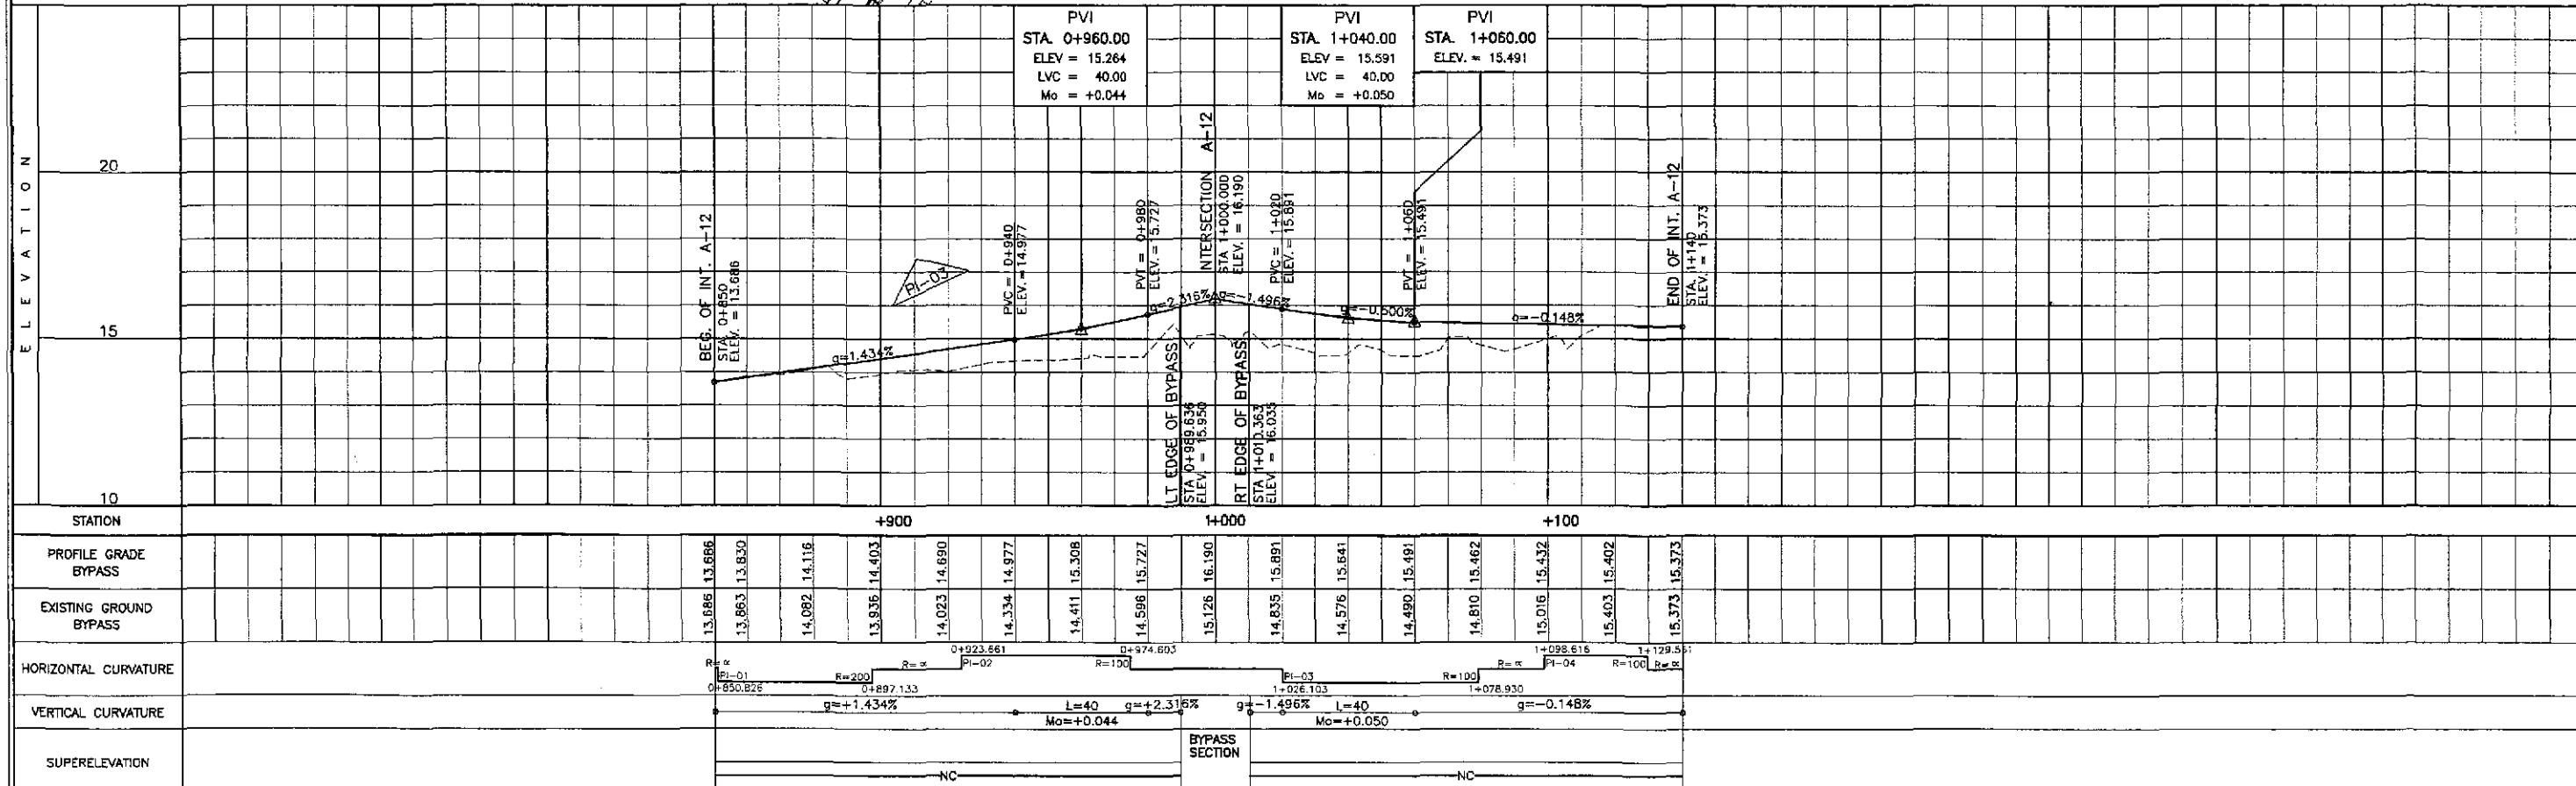 PVI
STA. 0+960.00
ELEV = 15.264
LVC = 40.00
Mo = +0.044
PVI
STA. 1+040.00
ELEV = 15.591
LVC = 40.00
Mo = +0.050
PVI
STA. 1+060.00
ELEV. = 15.491
ELEVATION
20
15
10
BEG. OF INT. A-12
STA. 0+850
ELEV. = 13.686
PI-03
PVC = 0+940
ELEV. = 14.977
PVT = 0+980
ELEV. = 15.727
INTERSECTION A-12
STA 1+000.000
ELEV. = 16.190
PVC = 1+020
ELEV. = 15.891
PVT = 1+060
ELEV. = 15.491
END OF INT. A-12
STA. 1+140
ELEV. = 15.373
g=1.434%
g=2.316%
g=-1.496%
g=-0.500%
g=-0.148%
LT EDGE OF BYPASS
STA 0+989.636
ELEV. = 15.950
RT EDGE OF BYPASS
STA 1+010.363
ELEV. = 16.035
STATION
+900
1+000
+100
PROFILE GRADE
BYPASS
13.686 13.830 14.116 14.403 14.690 14.977 15.308 15.727 16.190 15.891 15.641 15.491 15.462 15.432 15.402 15.373
EXISTING GROUND
BYPASS
13.686 13.863 14.082 13.936 14.023 14.334 14.411 14.596 15.126 14.835 14.576 14.490 14.810 15.016 15.403 15.373
HORIZONTAL CURVATURE
R= ∝
PI-01
0+850.826
R=200
0+897.133
R= ∝
0+923.661
PI-02
R=100
0+974.603
PI-03
1+026.103
R=100
1+078.930
R= ∝
1+098.616
PI-04
R=100
1+129.551
R= ∝
VERTICAL CURVATURE
g=+1.434%
L=40
Mo=+0.044
g=+2.316%
g=-1.496%
L=40
Mo=+0.050
g=-0.148%
SUPERELEVATION
NC
BYPASS
SECTION
NC